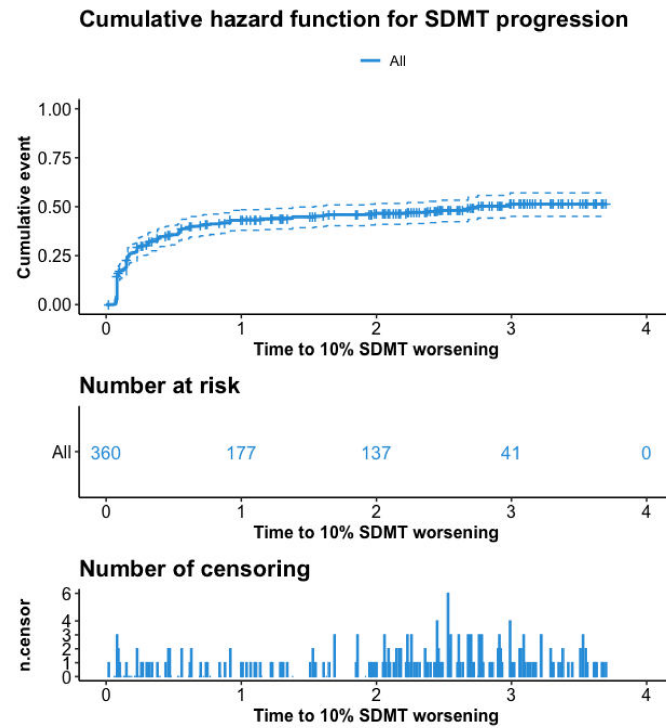 Cumulative hazard function for SDMT progression
All
Cumulative event
1.00
0.75
0.50
0.25
0.00
0 1 2 3 4
Time to 10% SDMT worsening
Number at risk
All 360 177 137 41 0
0 1 2 3 4
Time to 10% SDMT worsening
Number of censoring
n.censor
6
5
4
3
2
1
0
0 1 2 3 4
Time to 10% SDMT worsening